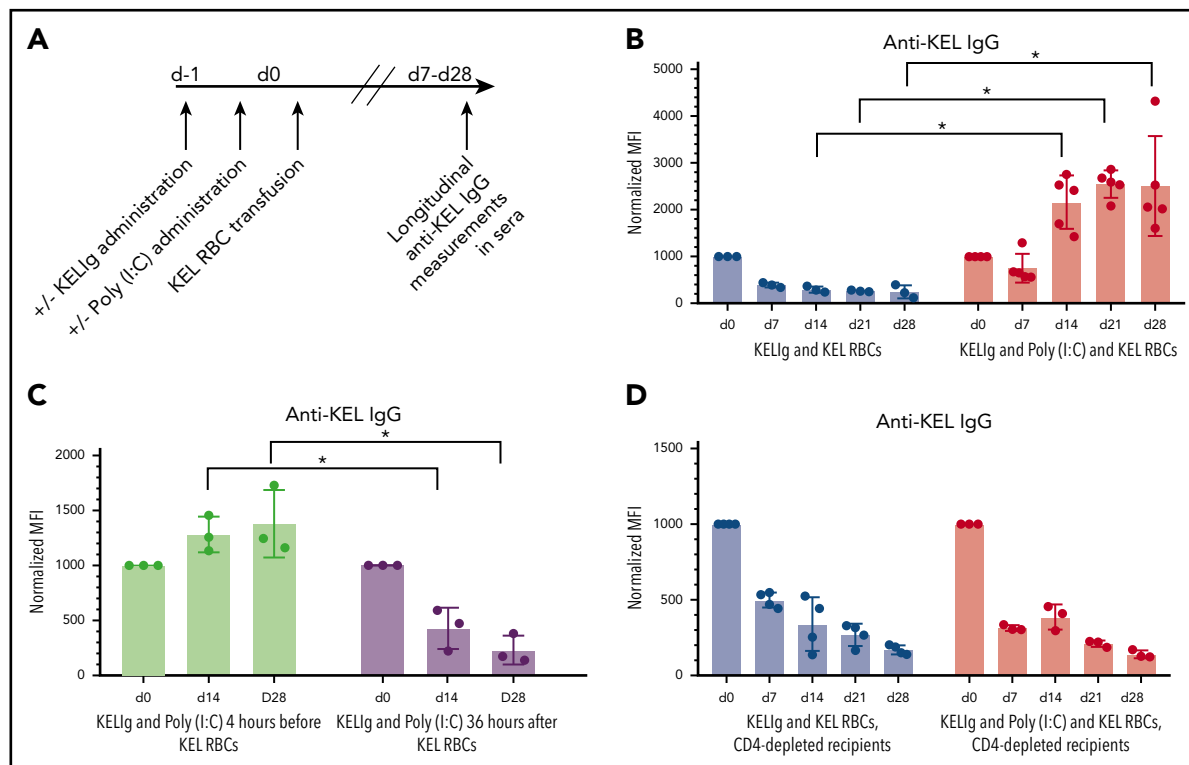 A
d-1
d0
d7-d28
+/- KELIg administration
+/- Poly (I:C) administration
KEL RBC transfusion
Longitudinal
anti-KEL IgG
measurements
in sera
B
Anti-KEL IgG
Normalized MFI
5000
4000
3000
2000
1000
0
*
*
*
d0 d7 d14 d21 d28 d0 d7 d14 d21 d28
KELIg and KEL RBCs
KELIg and Poly (I:C) and KEL RBCs
C
Anti-KEL IgG
Normalized MFI
2000
1500
1000
500
0
*
*
d0 d14 D28 d0 d14 D28
KELIg and Poly (I:C) 4 hours before
KEL RBCs
KELIg and Poly (I:C) 36 hours after
KEL RBCs
D
Anti-KEL IgG
Normalized MFI
1500
1000
500
0
d0 d7 d14 d21 d28 d0 d7 d14 d21 d28
KELIg and KEL RBCs,
CD4-depleted recipients
KELIg and Poly (I:C) and KEL RBCs,
CD4-depleted recipients